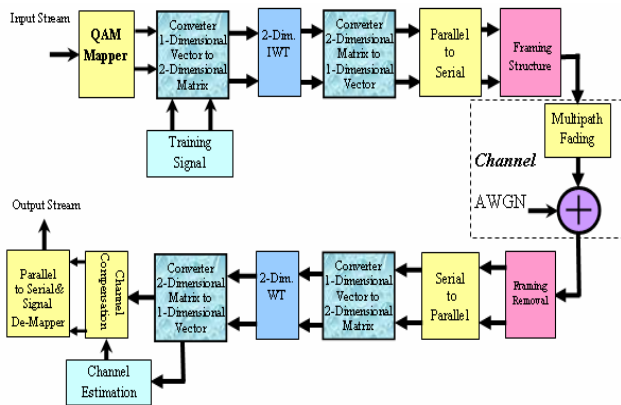 Input Stream
QAM
Mapper
Converter
1-Dimensional
Vector to
2-Dimensional
Matrix
2-Dim.
IWT
Converter
2-Dimensional
Matrix to
1-Dimensional
Vector
Parallel
to
Serial
Framing
Structure
Training
Signal
Multipath
Fading
Channel
AWGN
Output Stream
Parallel
to Serial&
Signal
De-Mapper
Channel
Compensation
Converter
2-Dimensional
Matrix to
1-Dimensional
Vector
2-Dim.
WT
Converter
1-Dimensional
Vector to
2-Dimensional
Matrix
Serial
to
Parallel
Framing
Removal
Channel
Estimation